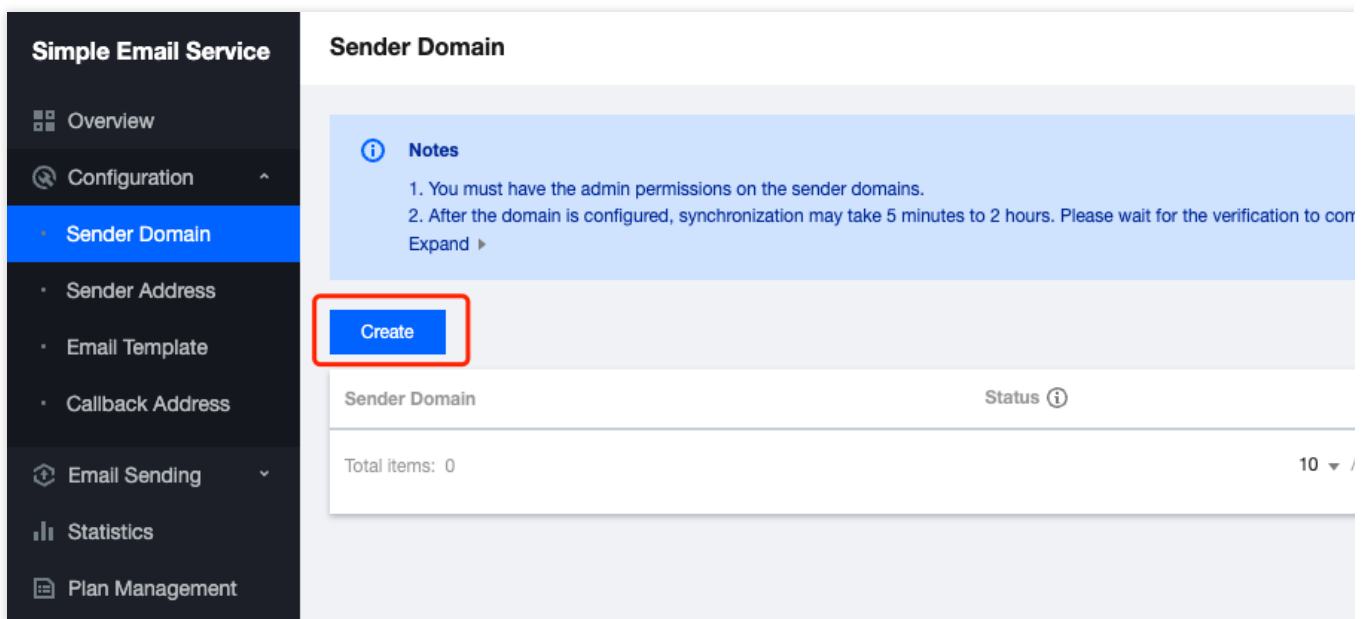 Simple Email Service
Overview
Configuration
Sender Domain
Sender Address
Email Template
Callback Address
Email Sending
Statistics
Plan Management
Sender Domain
Notes
1. You must have the admin permissions on the sender domains.
2. After the domain is configured, synchronization may take 5 minutes to 2 hours. Please wait for the verification to
Expand
Create
Sender Domain Status
Total items: 0 10 /